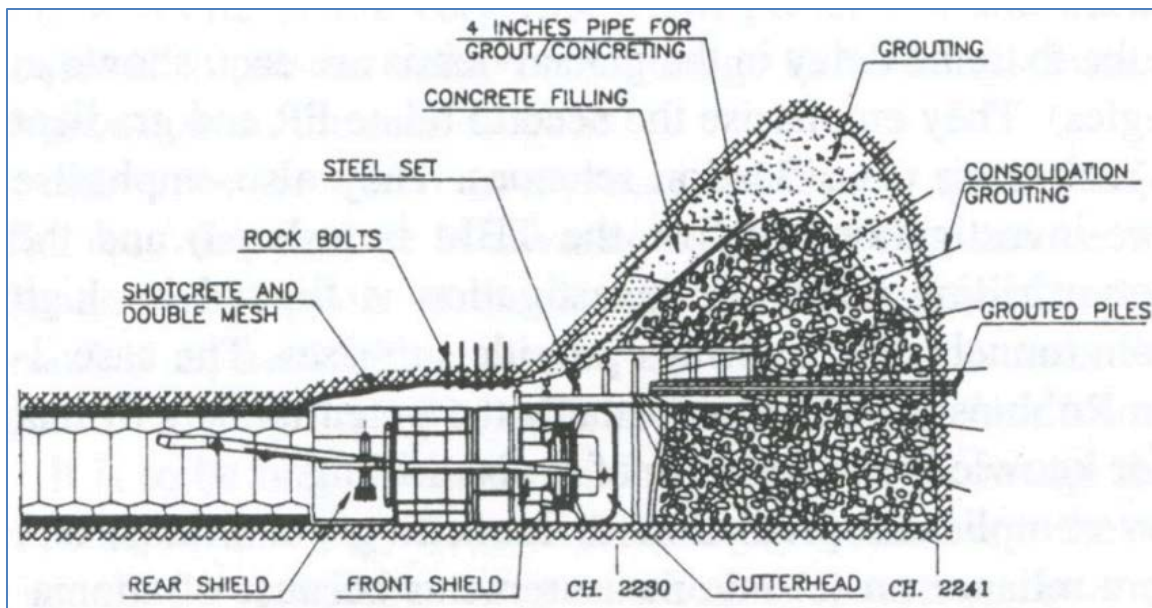 4 INCHES PIPE FOR
GROUT/CONCRETING
GROUTING
CONCRETE FILLING
STEEL SET
CONSOLIDATION
GROUTING
ROCK BOLTS
SHOTCRETE AND
DOUBLE MESH
GROUTED PILES
REAR SHIELD
FRONT SHIELD
CH. 2230
CUTTERHEAD
CH. 2241